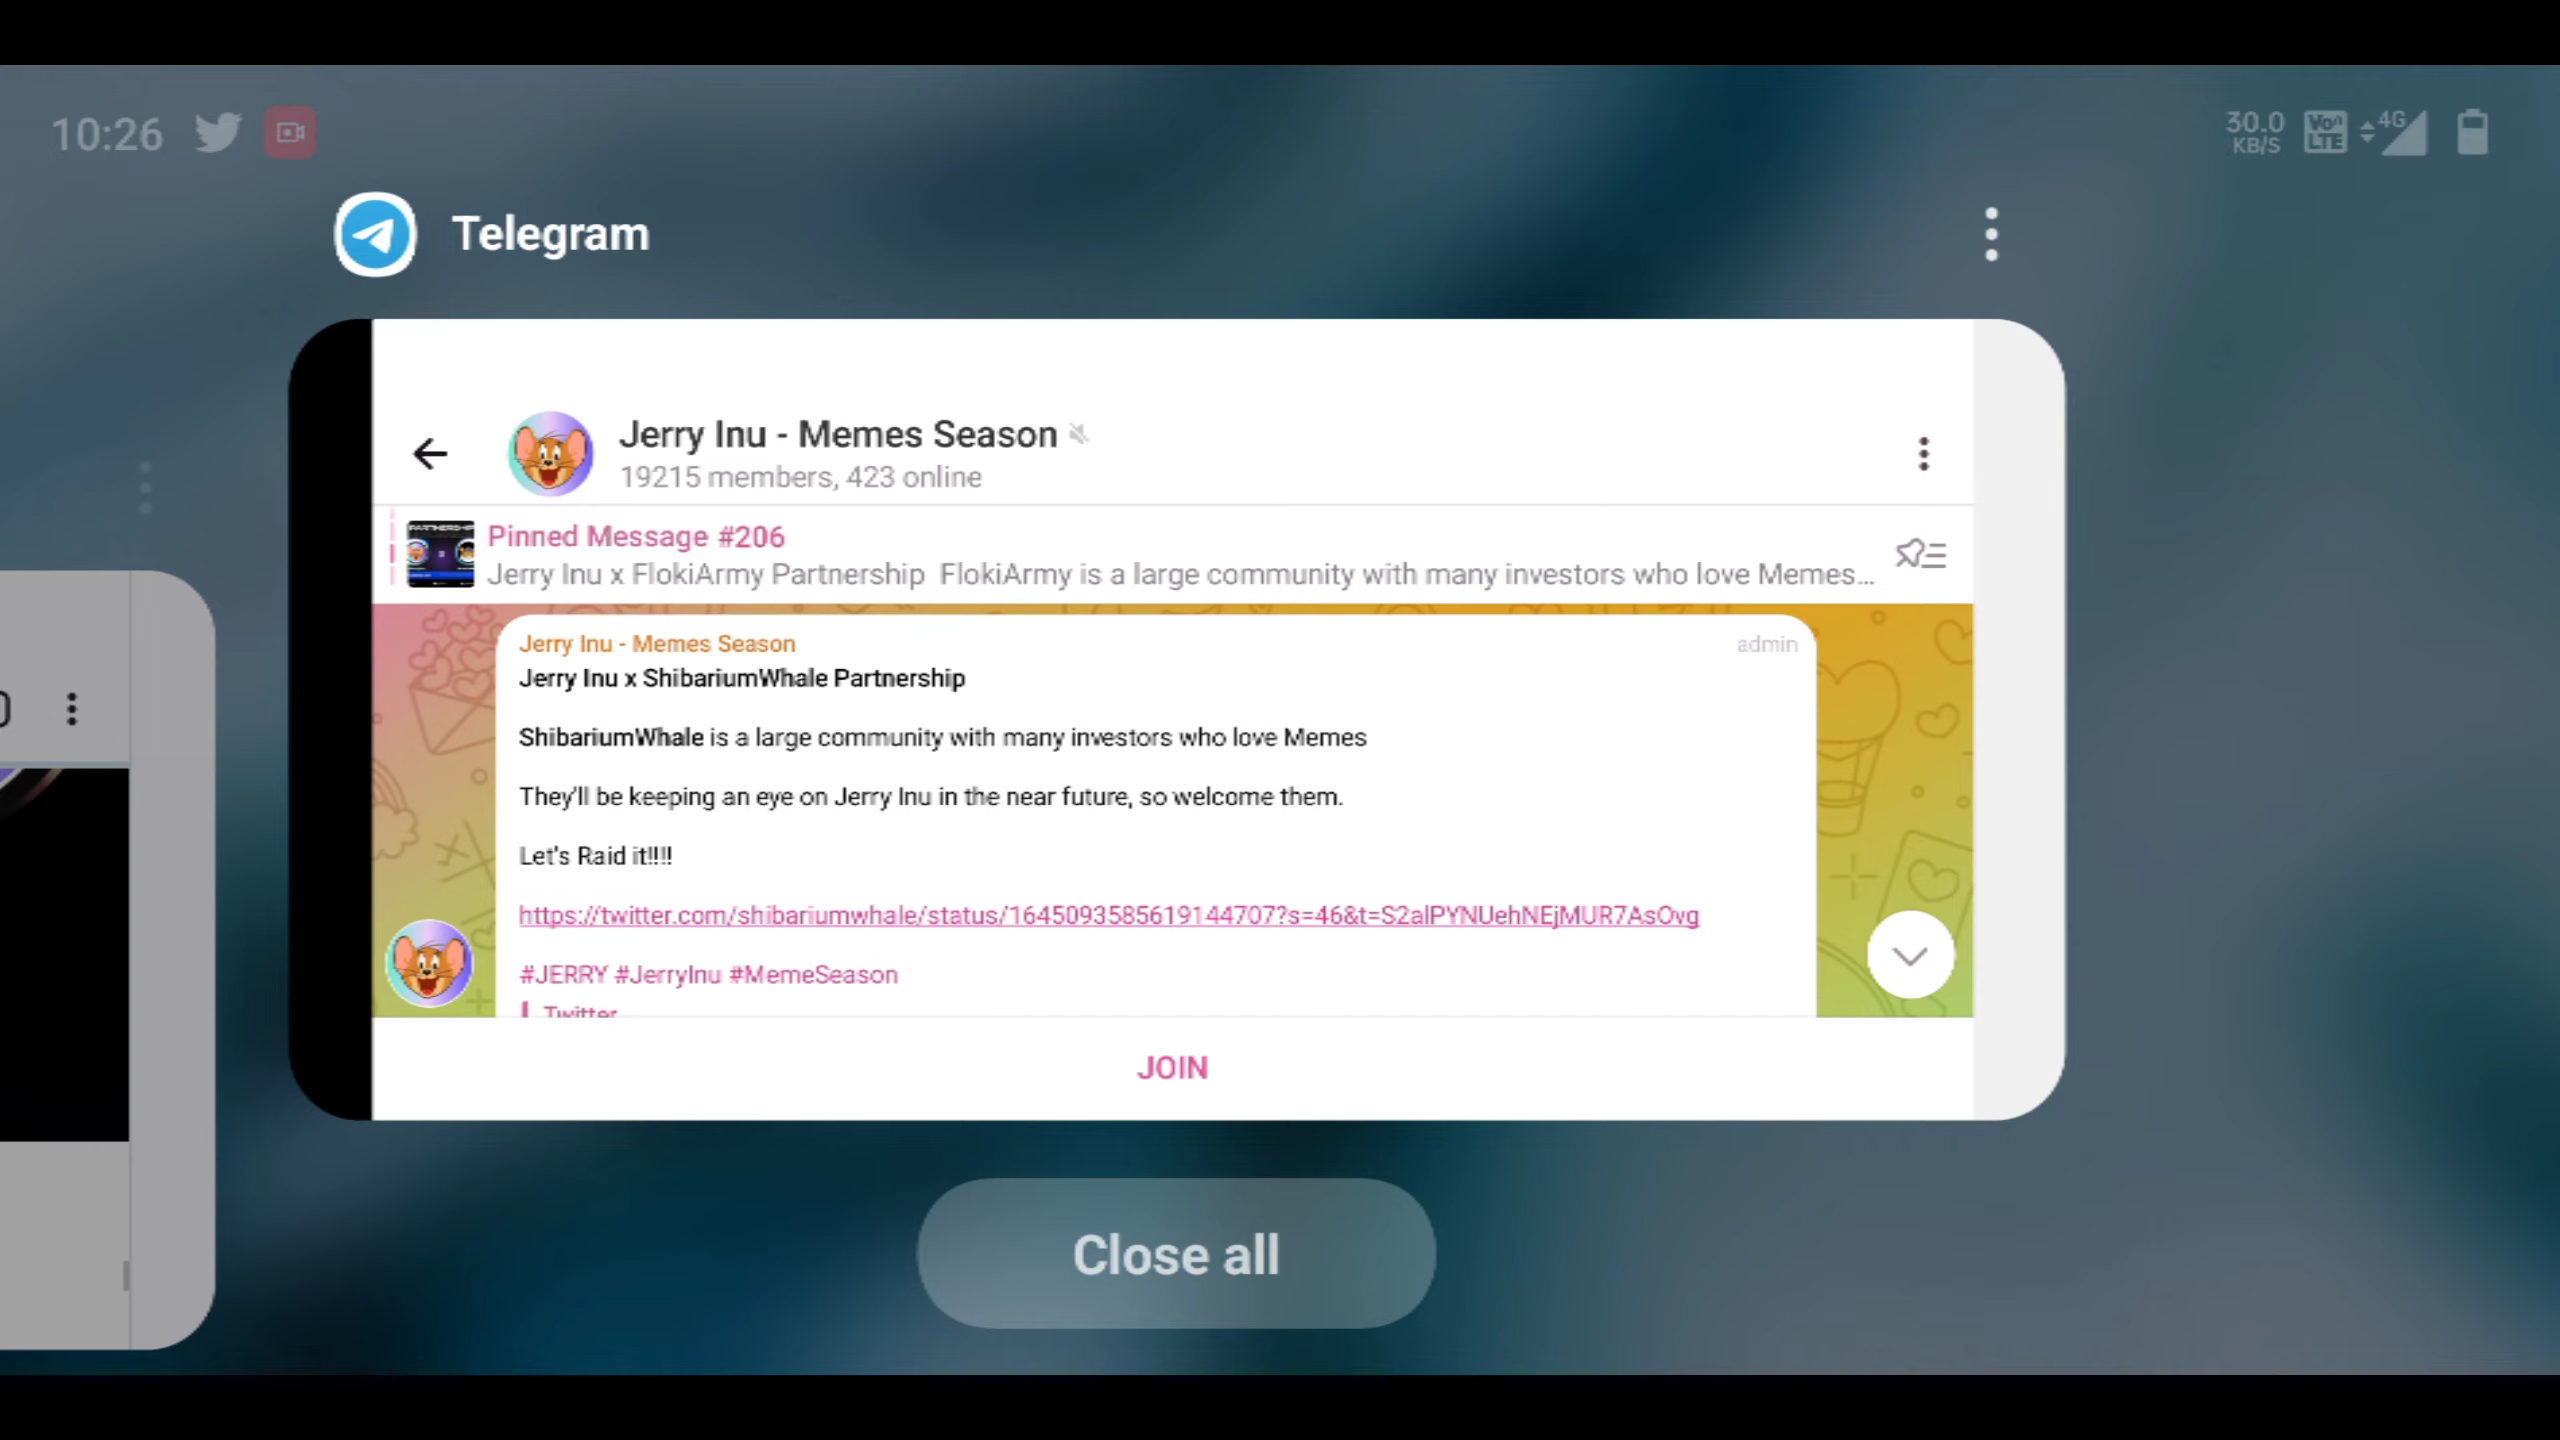 10:26
30.0
KB/S
Vo
LTE
4G
Telegram
Jerry Inu - Memes Season
19215 members, 423 online
PARTNERSHIP
Pinned Message #206
Jerry Inu x FlokiArmy Partnership FlokiArmy is a large community with many investors who love Memes...
Jerry Inu - Memes Season
admin
Jerry Inu x ShibariumWhale Partnership
ShibariumWhale is a large community with many investors who love Memes
They'll be keeping an eye on Jerry Inu in the near future, so welcome them.
Let's Raid it!!!!
https://twitter.com/shibariumwhale/status/1645093585619144707?s=46&t=S2alPYNUehNEjMUR7AsOvg
#JERRY #JerryInu #MemeSeason
Twitter
JOIN
Close all